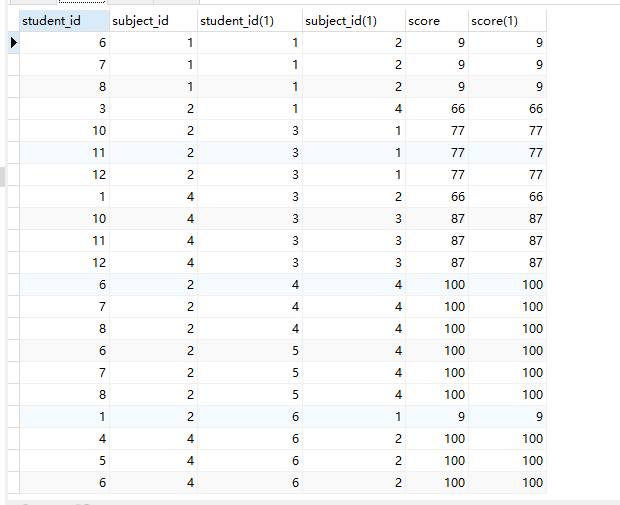 student_id subject_id student_id(1) subject_id(1) score score(1)
6 1 1 2 9 9
7 1 1 2 9 9
8 1 1 2 9 9
3 2 1 4 66 66
10 2 3 1 77 77
11 2 3 1 77 77
12 2 3 1 77 77
1 4 3 2 66 66
10 4 3 3 87 87
11 4 3 3 87 87
12 4 3 3 87 87
6 2 4 4 100 100
7 2 4 4 100 100
8 2 4 4 100 100
6 2 5 4 100 100
7 2 5 4 100 100
8 2 5 4 100 100
1 2 6 1 9 9
4 4 6 2 100 100
5 4 6 2 100 100
6 4 6 2 100 100